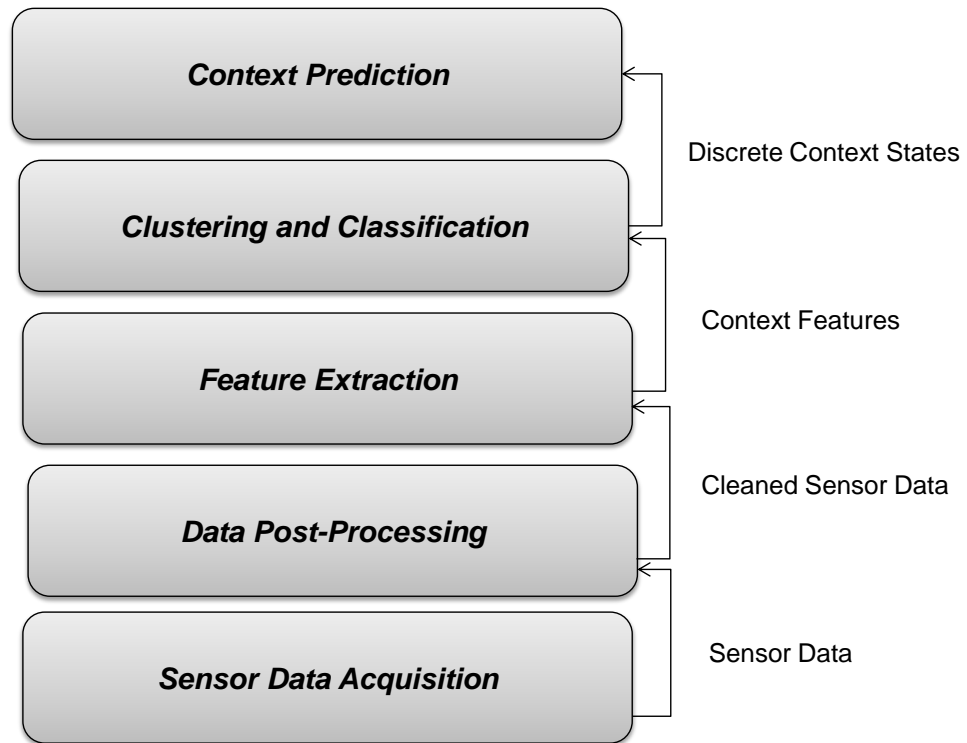 Context Prediction
Discrete Context States
Clustering and Classification
Context Features
Feature Extraction
Cleaned Sensor Data
Data Post-Processing
Sensor Data
Sensor Data Acquisition